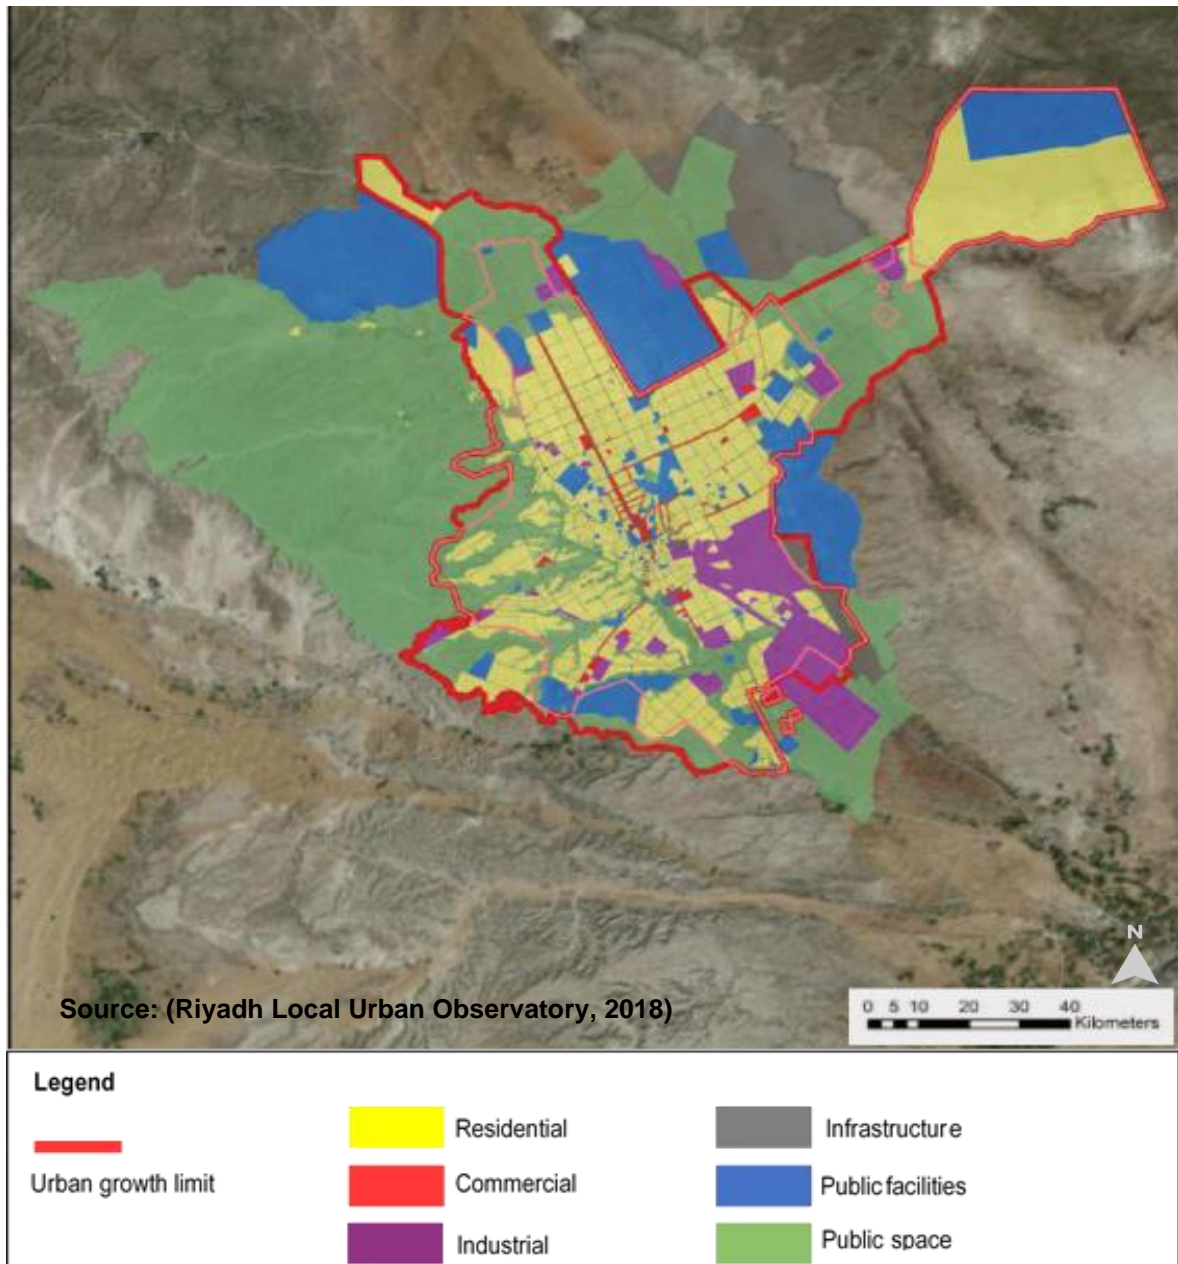 N
Source: (Riyadh Local Urban Observatory, 2018)
0 5 10 20 30 40
Kilometers
Legend
Urban growth limit
Residential
Commercial
Industrial
Infrastructure
Public facilities
Public space